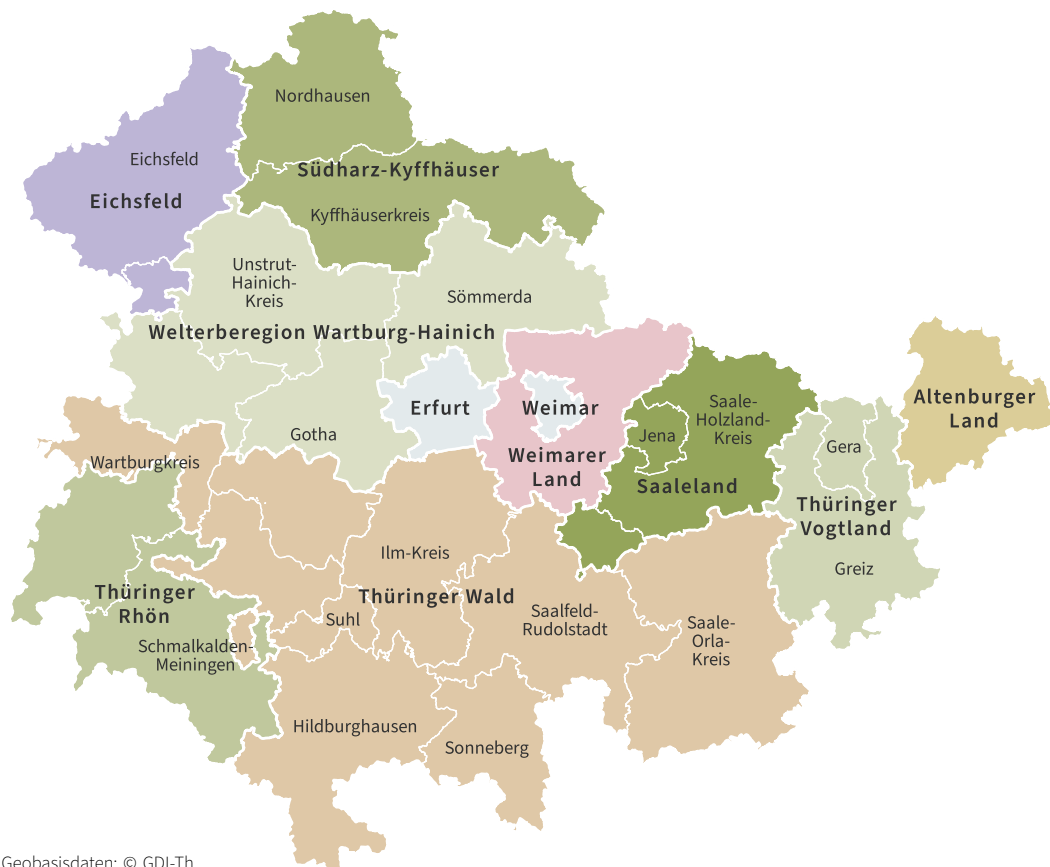 Nordhausen
Eichsfeld
Südharz-Kyffhäuser
Eichsfeld
Kyffhäuserkreis
Unstrut-
Hainich-
Kreis
Sömmerda
Welterberegion Wartburg-Hainich
Erfurt
Weimar
Saale-
Holzland-
Kreis
Altenburger
Land
Gotha
Jena
Gera
Wartburgkreis
Weimarer
Land
Saaleland
Thüringer
Vogtland
Ilm-Kreis
Greiz
Thüringer
Rhön
Thüringer Wald
Suhl
Saalfeld-
Rudolstadt
Saale-
Orla-
Kreis
Schmalkalden-
Meiningen
Hildburghausen
Sonneberg
Geobasisdaten: © GDI-Th